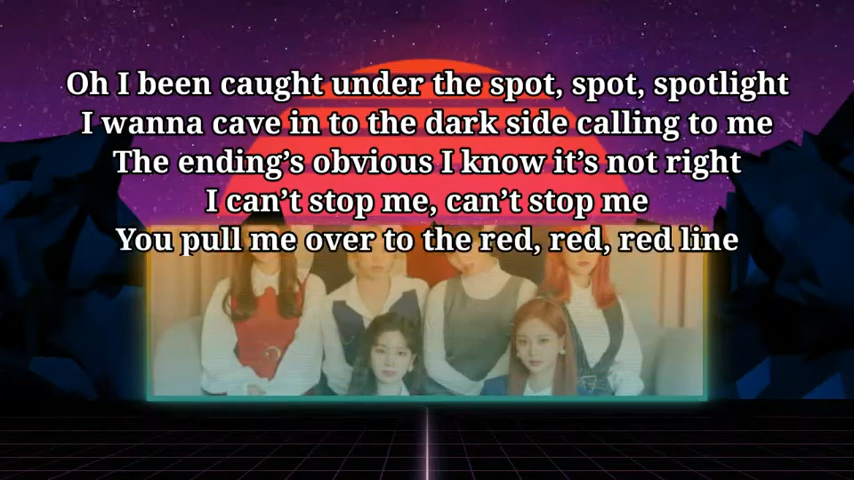 Oh I been caught under the spot, spot, spotlight
I wanna cave in to the dark side calling to me
The ending’s obvious I know it’s not right
I can’t stop me, can’t stop me
You pull me over to the red, red, red line